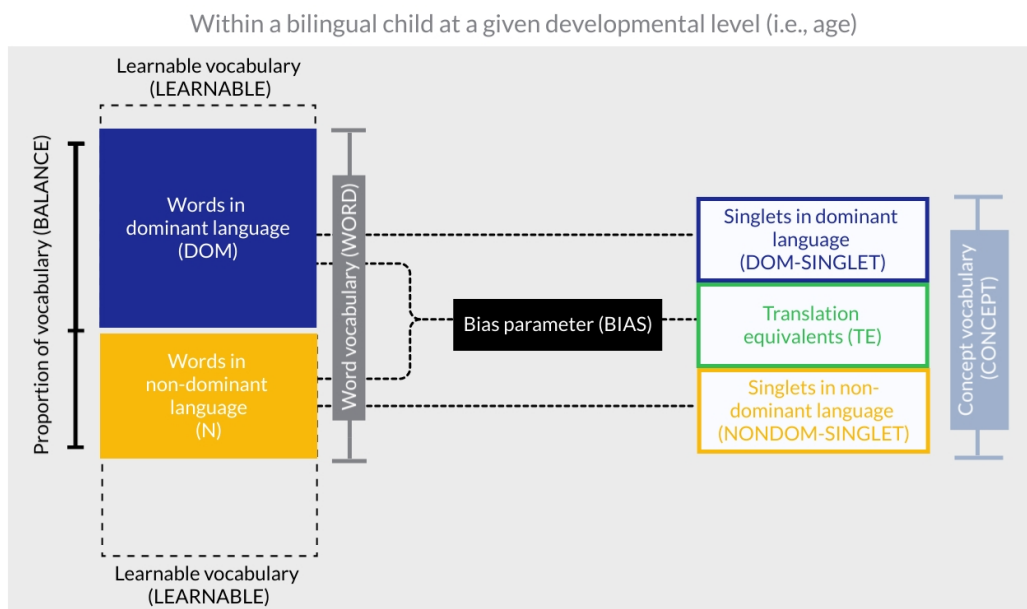 Within a bilingual child at a given developmental level (i.e., age)
Learnable vocabulary
(LEARNABLE)
Proportion of vocabulary (BALANCE)
Words in
dominant language
(DOM)
Words in
non-dominant
language
(N)
Word vocabulary (WORD)
Bias parameter (BIAS)
Singlets in dominant
language
(DOM-SINGLET)
Translation
equivalents (TE)
Singlets in non-
dominant language
(NONDOM-SINGLET)
Concept vocabulary
(CONCEPT)
Learnable vocabulary
(LEARNABLE)